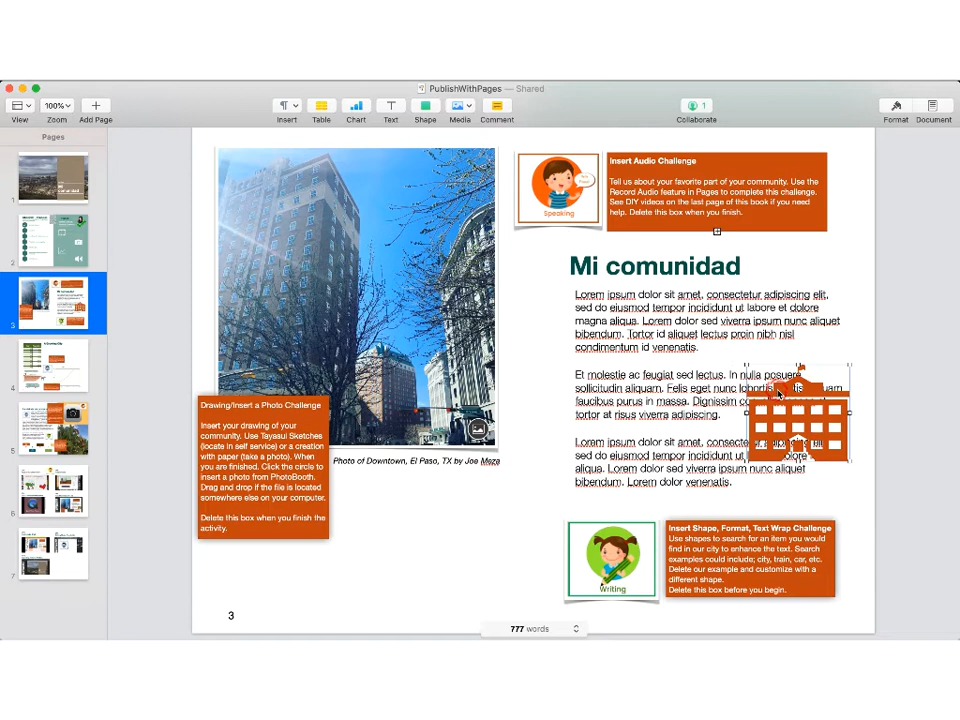 PublishWithPages — Shared
100%
1
View
Zoom
Add Page
Insert
Table
Chart
Text
Shape
Media
Comment
Collaborate
Format
Document
Pages
1
2
3
4
5
6
7
Insert Audio Challenge
Tell us about your favorite part of your community. Use the
Record Audio feature in Pages to complete this challenge.
See DIY videos on the last page of this book if you need
help. Delete this box when you finish.
Speaking
Mi comunidad
Lorem ipsum dolor sit amet, consectetur adipiscing elit,
sed do eiusmod tempor incididunt ut labore et dolore
magna aliqua. Lorem dolor sed viverra ipsum nunc aliquet
bibendum. Tortor id aliquet lectus proin nibh nisl
condimentum id venenatis.
Et molestie ac feugiat sed lectus. In nulla posuere
sollicitudin aliquam. Felis eget nunc lobortis
faucibus purus in massa. Dignissim
tortor at risus viverra adipiscing.
Lorem ipsum dolor sit amet, consectetur
sed do eiusmod tempor incididunt ut labore
aliqua. Lorem dolor sed viverra ipsum nunc aliquet
bibendum. Lorem dolor venenatis.
Drawing/Insert a Photo Challenge
Insert your drawing of your
community. Use Tayasui Sketches
(locate in self service) or a creation
with paper (take a photo). When
you are finished. Click the circle to
insert a photo from PhotoBooth.
Drag and drop if the file is located
somewhere else on your computer.
Delete this box when you finish the
activity.
Photo of Downtown, El Paso, TX by Joe Meza
Writing
Insert Shape, Format, Text Wrap Challenge
Use shapes to search for an item you would
find in our city to enhance the text. Search
examples could include; city, train, car, etc.
Delete our example and customize with a
different shape.
Delete this box before you begin.
3
777 words